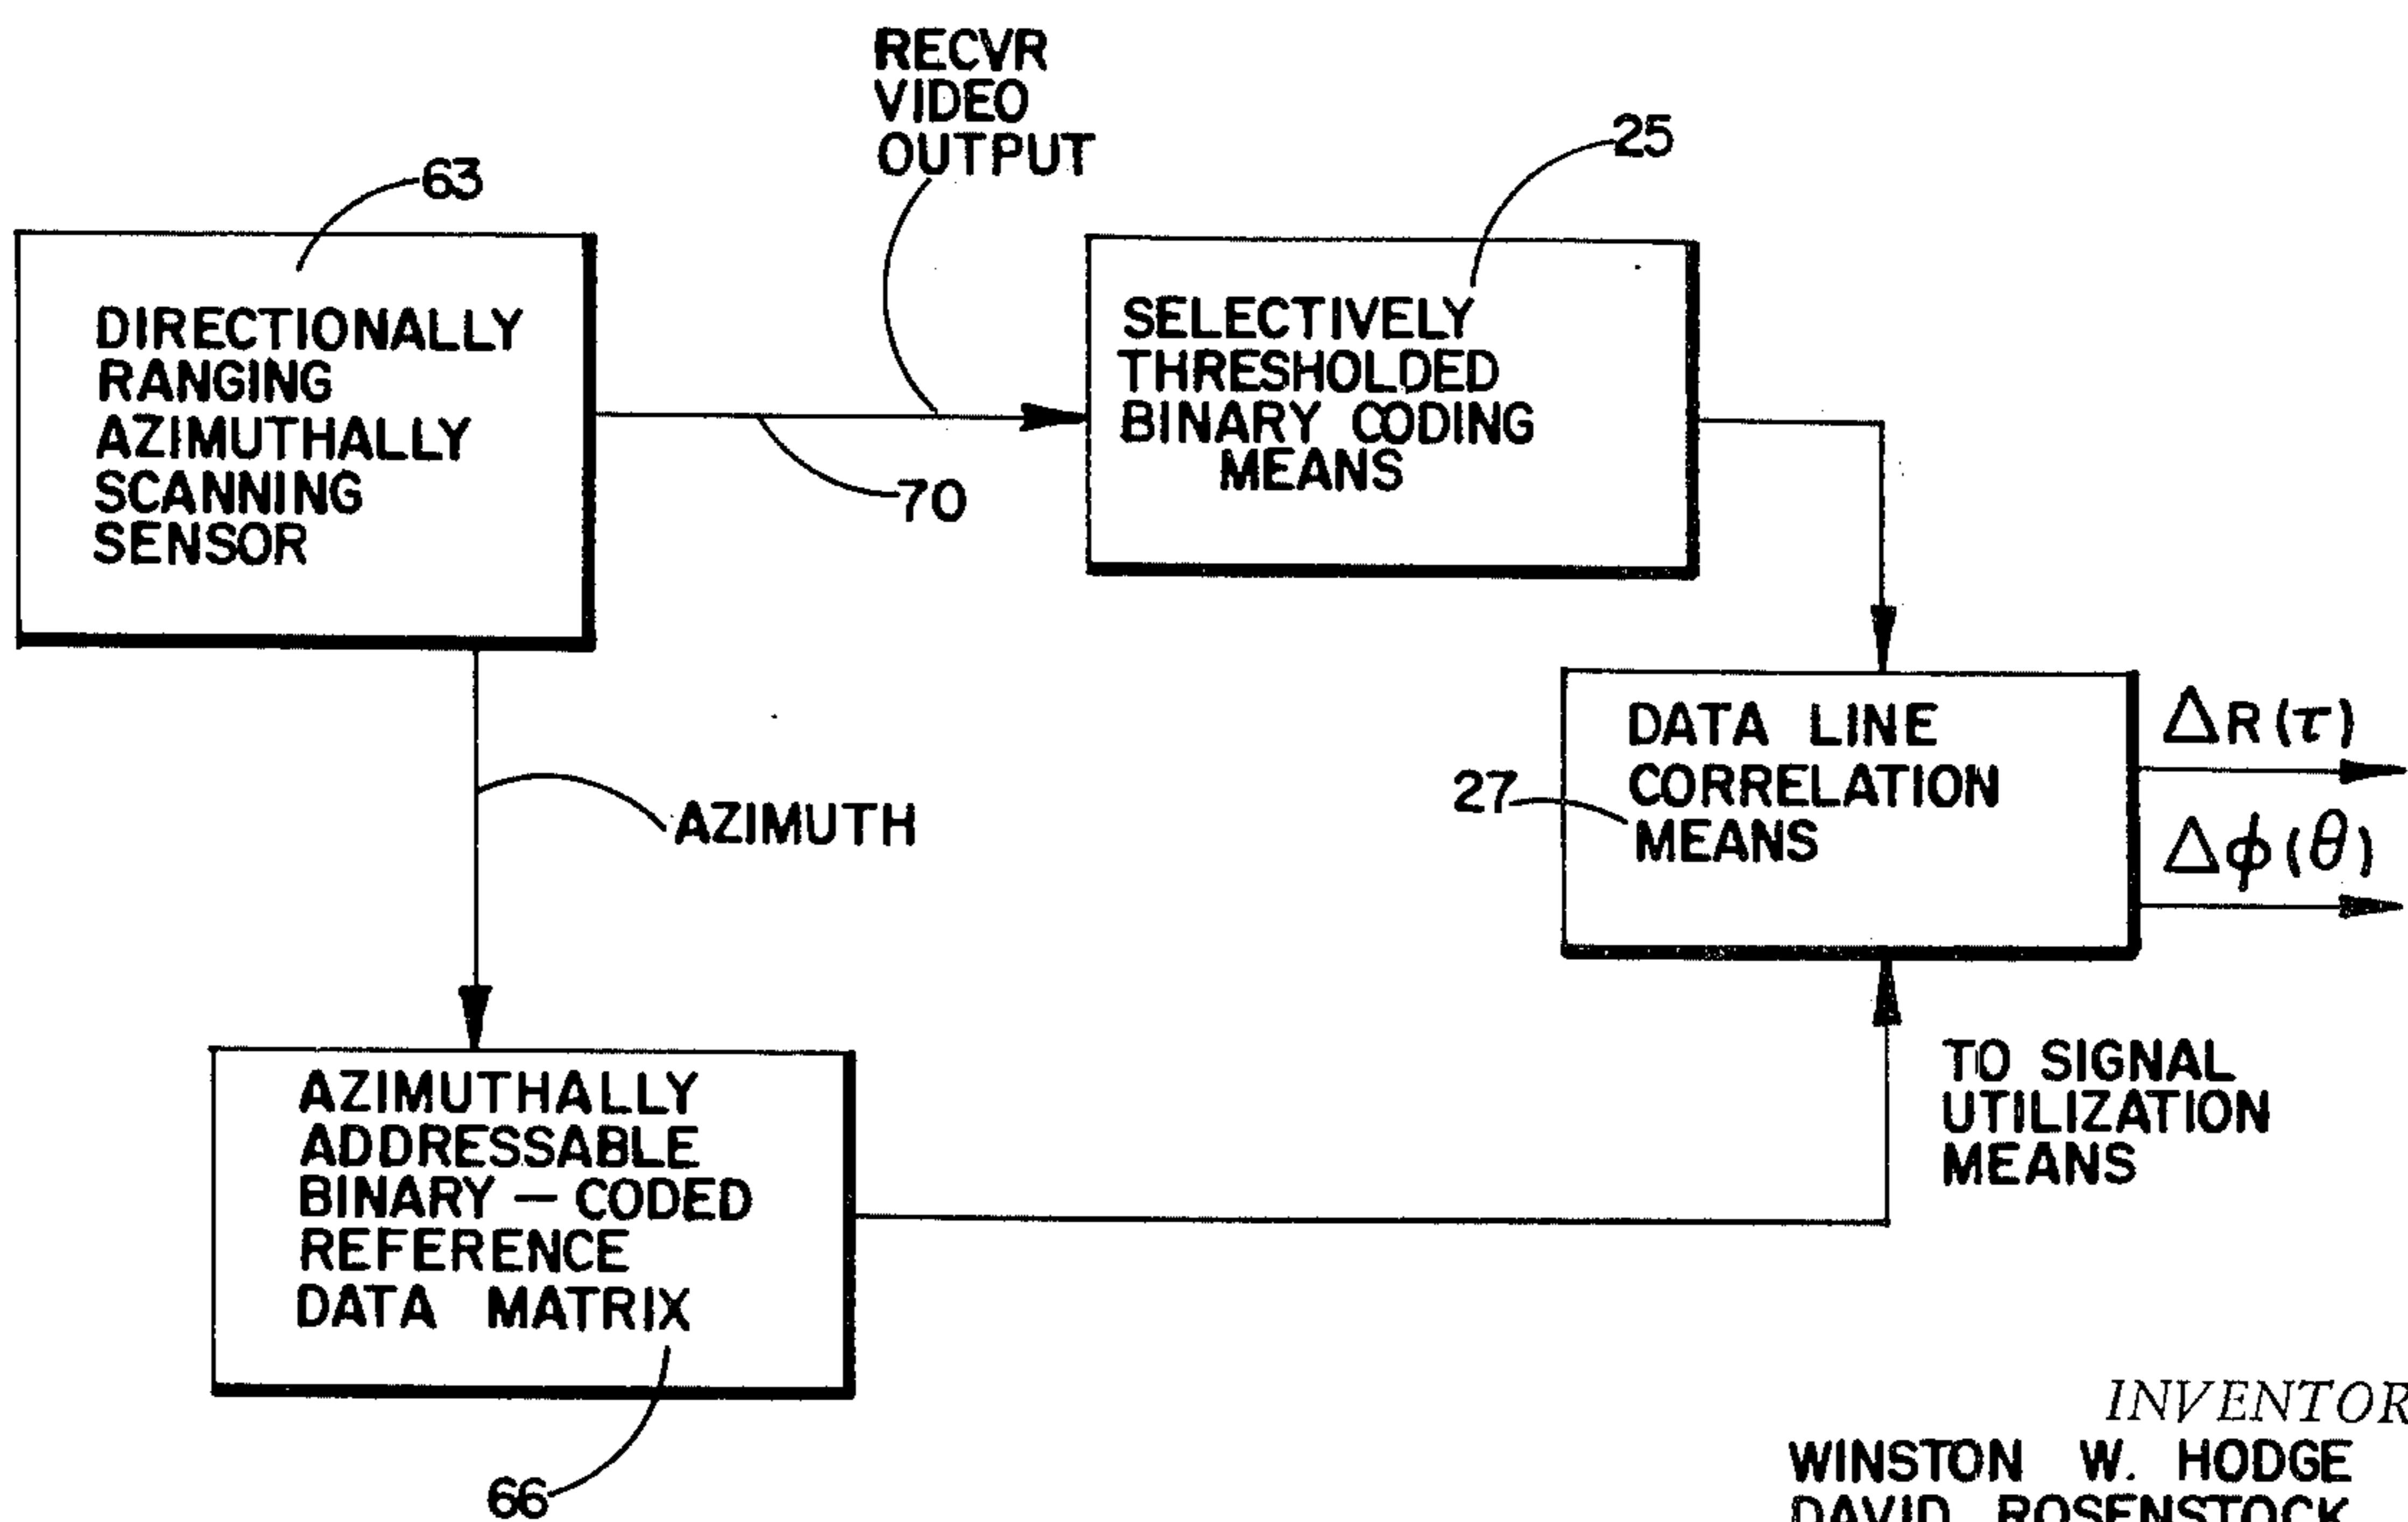 RECVR
VIDEO
OUTPUT
63
25
DIRECTIONALLY
RANGING
AZIMUTHALLY
SCANNING
SENSOR
SELECTIVELY
THRESHOLDED
BINARY CODING
MEANS
70
DATA LINE
CORRELATION
MEANS
27
ΔR(τ)
Δϕ(θ)
AZIMUTH
AZIMUTHALLY
ADDRESSABLE
BINARY — CODED
REFERENCE
DATA MATRIX
TO SIGNAL
UTILIZATION
MEANS
66
INVENTOR
WINSTON W. HODGE
DAVID ROSENSTOCK